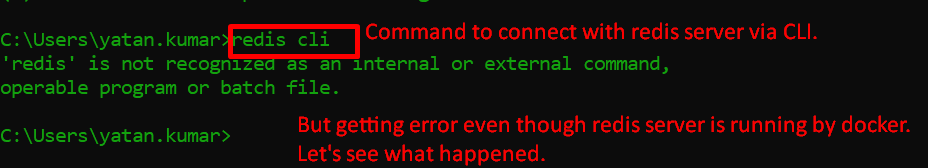 C:\Users\yatan.kumar>redis cli Command to connect with redis server via CLI.
'redis' is not recognized as an internal or external command,
operable program or batch file.
C:\Users\yatan.kumar>
But getting error even though redis server is running by docker.
Let's see what happened.